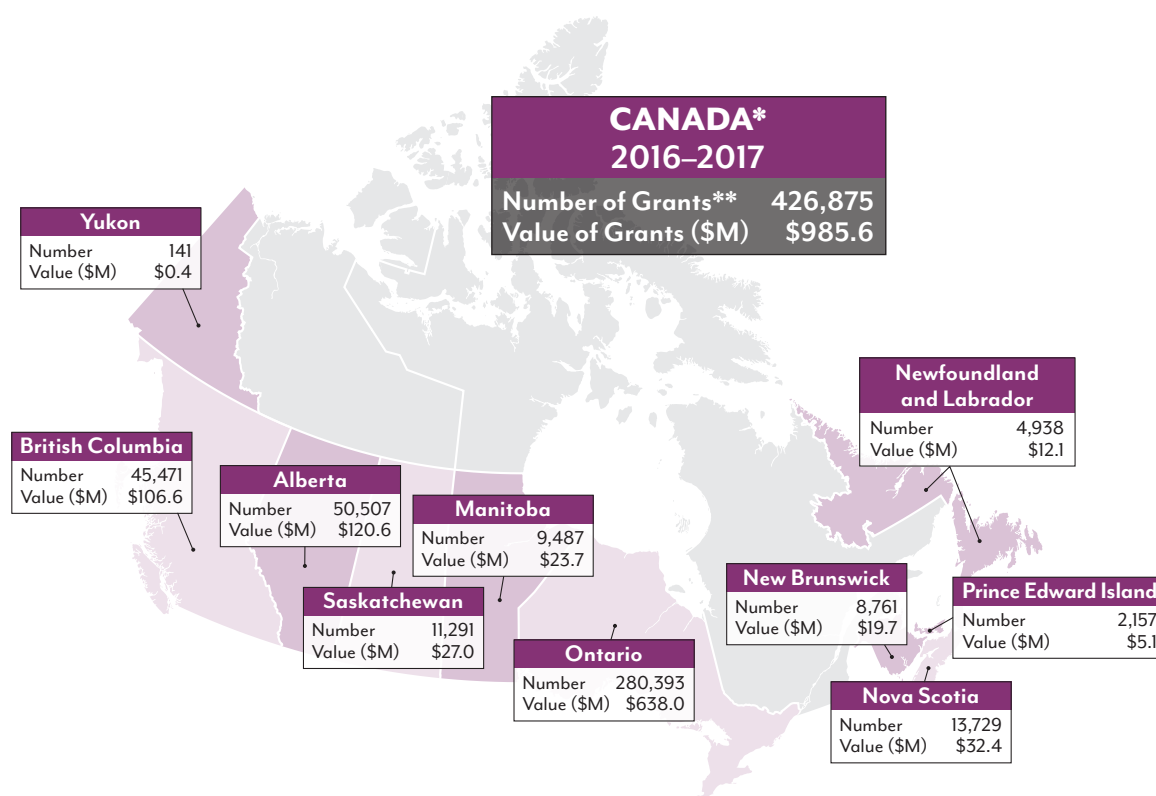 CANADA*
2016–2017
Number of Grants** 426,875
Value of Grants ($M) $985.6
Yukon
Number 141
Value ($M) $0.4
Newfoundland
and Labrador
Number 4,938
Value ($M) $12.1
British Columbia
Number 45,471
Value ($M) $106.6
Alberta
Number 50,507
Value ($M) $120.6
Manitoba
Number 9,487
Value ($M) $23.7
Saskatchewan
Number 11,291
Value ($M) $27.0
Ontario
Number 280,393
Value ($M) $638.0
New Brunswick
Number 8,761
Value ($M) $19.7
Prince Edward Island
Number 2,157
Value ($M) $5.1
Nova Scotia
Number 13,729
Value ($M) $32.4